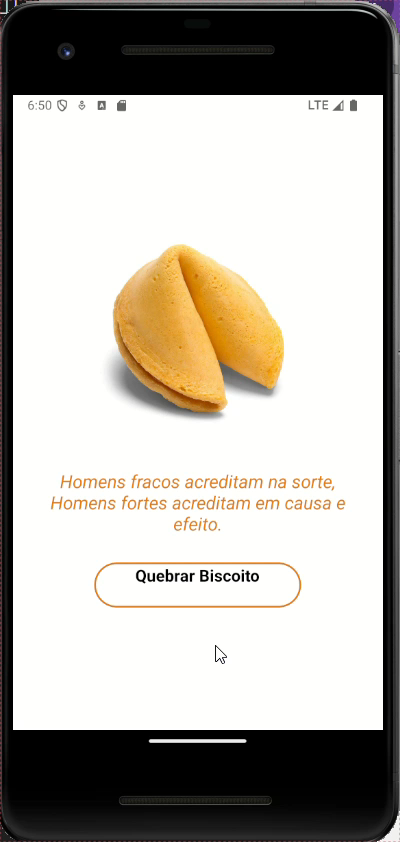 6:50
LTE
Homens fracos acreditam na sorte,
Homens fortes acreditam em causa e
efeito.
Quebrar Biscoito